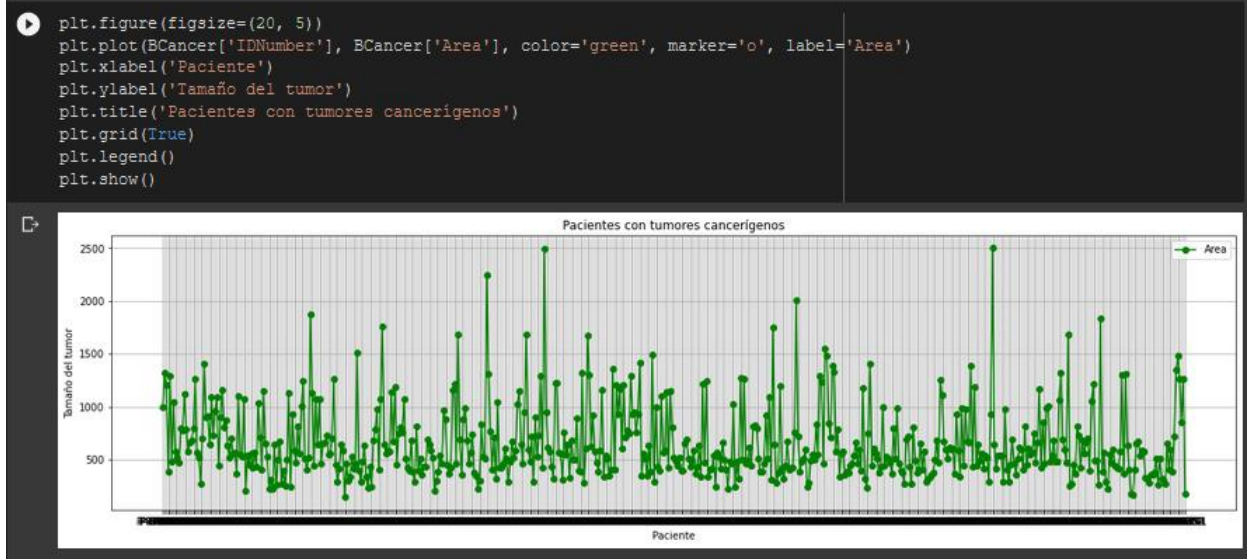 plt.figure(figsize=(20, 5))
plt.plot(BCancer['IDNumber'], BCancer['Area'], color='green', marker='o', label='Area')
plt.xlabel('Paciente')
plt.ylabel('Tamaño del tumor')
plt.title('Pacientes con tumores cancerígenos')
plt.grid(True)
plt.legend()
plt.show()
Pacientes con tumores cancerígenos
Area
2500
2000
1500
1000
500
Tamaño del tumor
Paciente